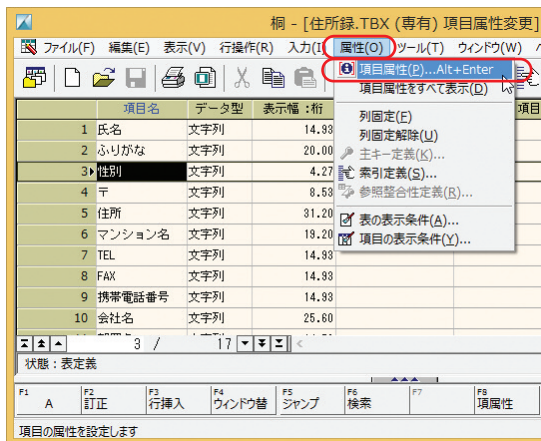 桐 - [住所録.TBX (専有) 項目属性変更]
ファイル(F) 編集(E) 表示(V) 行操作(R) 入力(I) 属性(O) ツール(T) ウィンドウ(W)
項目属性(P)...Alt+Enter
項目属性をすべて表示(D)
列固定(F)
列固定解除(U)
主キー定義(K)...
索引定義(S)...
参照整合性定義(R)...
表の表示条件(A)...
項目の表示条件(Y)...
項目名 データ型 表示幅 :桁 項目
1 氏名 文字列 14.93
2 ふりがな 文字列 20.00
3 性別 文字列 4.27
4 〒 文字列 8.53
5 住所 文字列 31.20
6 マンション名 文字列 19.20
7 TEL 文字列 14.93
8 FAX 文字列 14.93
9 携帯電話番号 文字列 14.93
10 会社名 文字列 25.60
3 / 17
状態 : 表定義
F1 A F2 訂正 F3 行挿入 F4 ウィンドウ替 F5 ジャンプ F6 検索 F7 F8 項属性
項目の属性を設定します